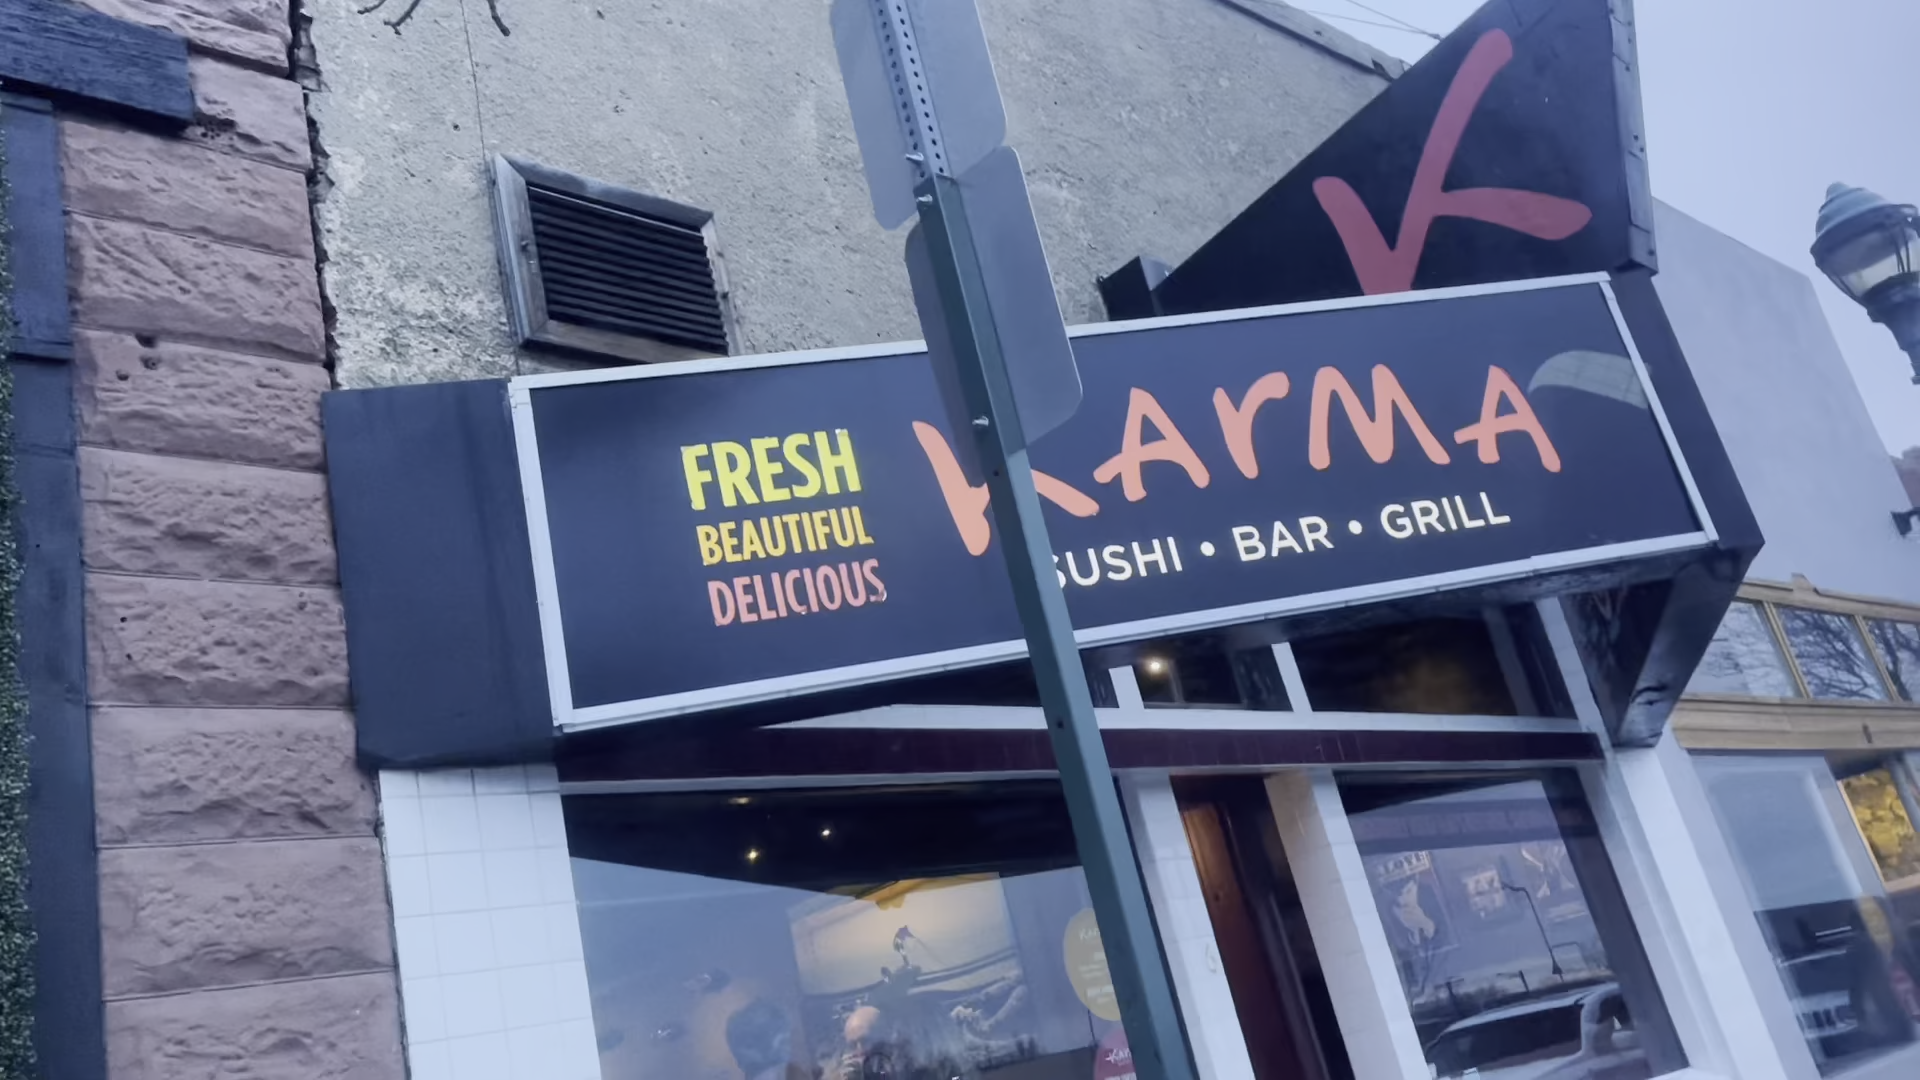 K
FRESH
BEAUTIFUL
DELICIOUS
KArMA
SUSHI • BAR • GRILL